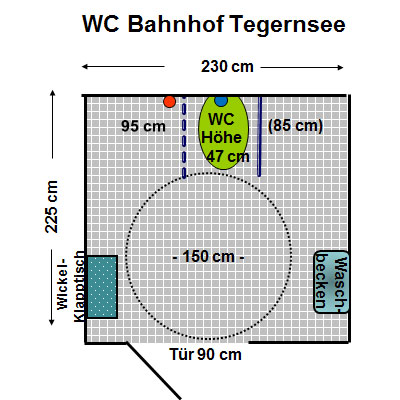 WC Bahnhof Tegernsee
230 cm
95 cm
WC
Höhe
47 cm
(85 cm)
225 cm
- 150 cm -
Wickel-
Klapptisch
Wasch-
becken
Tür 90 cm